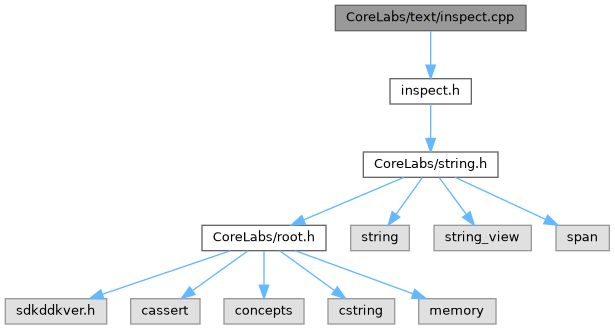 CoreLabs/text/inspect.cpp
inspect.h
CoreLabs/string.h
CoreLabs/root.h
string
string_view
span
sdkddkver.h
cassert
concepts
cstring
memory